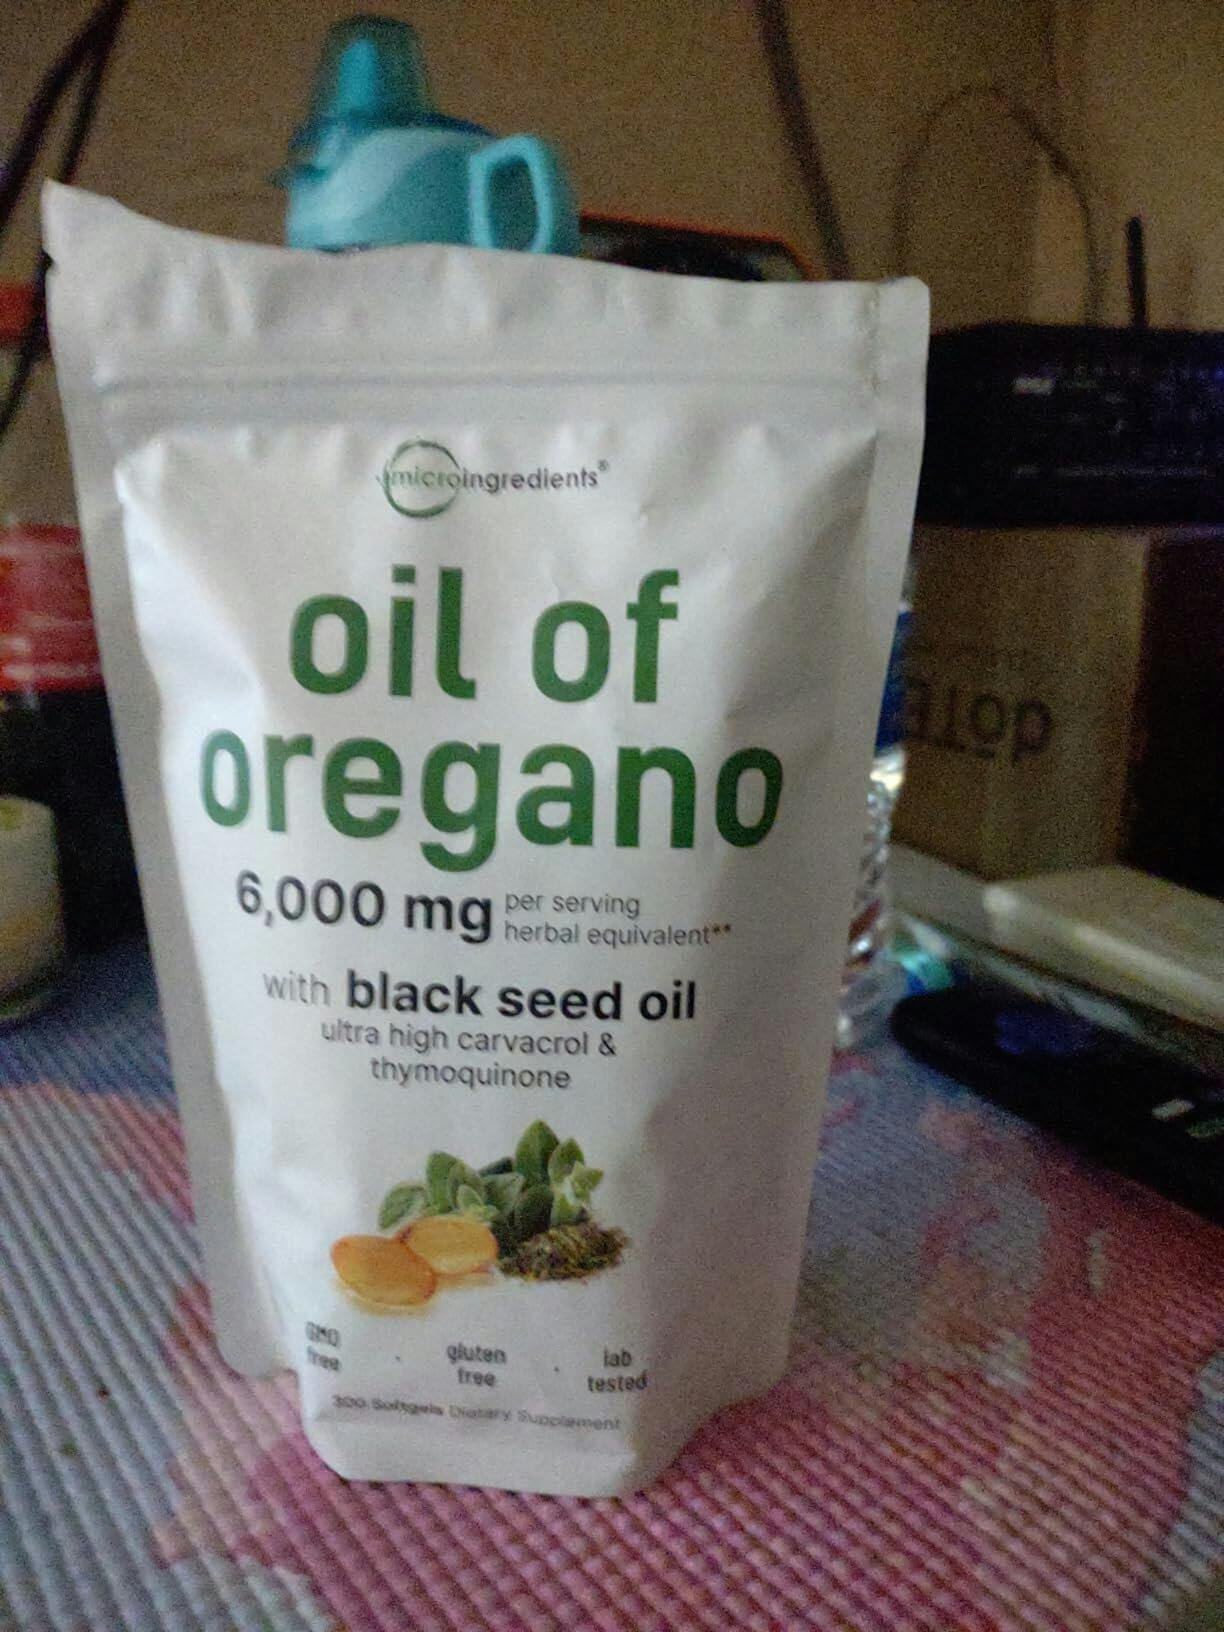 microingredients®
oil of
oregano
6,000 mg per serving
herbal equivalent**
with black seed oil
ultra high carvacrol &
thymoquinone
GMO
free
·
gluten
free
·
lab
tested
300 Softgels Dietary Supplement